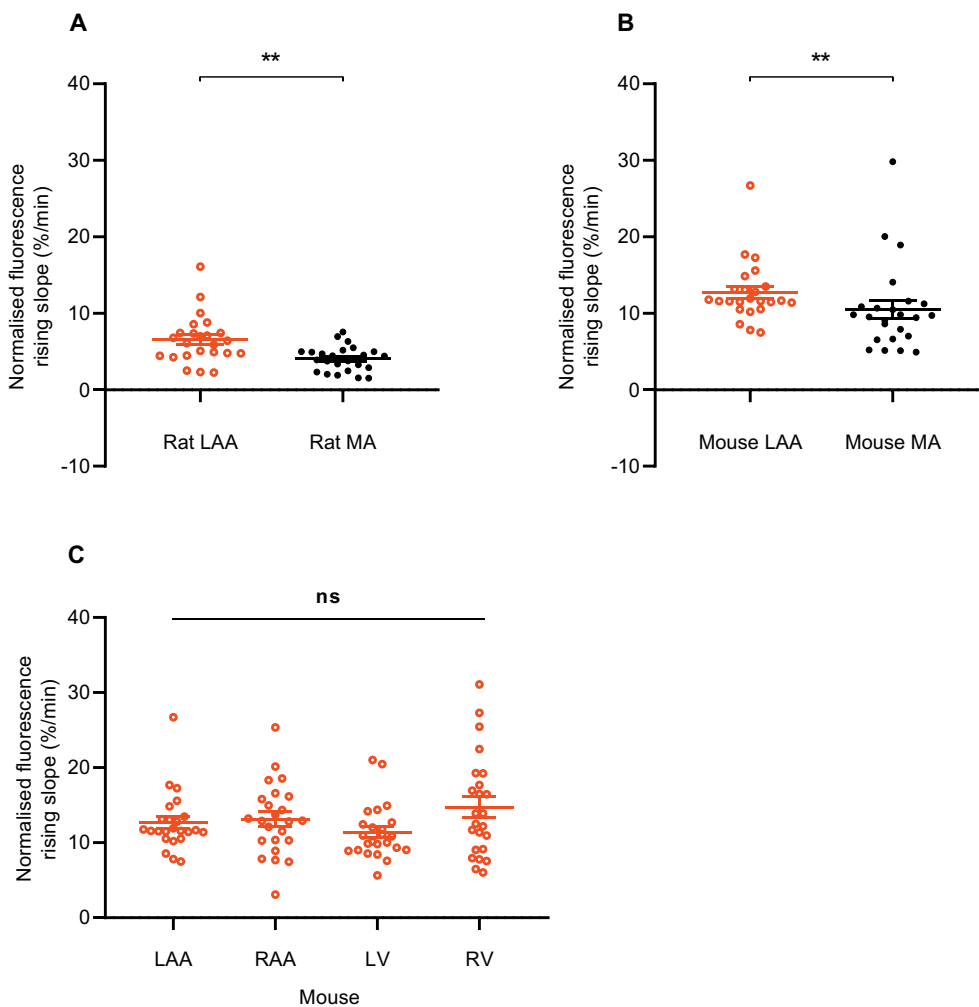 A
**
40
30
20
10
0
-10
Normalised fluorescence
rising slope (%/min)
Rat LAA
Rat MA
B
**
40
30
20
10
0
-10
Normalised fluorescence
rising slope (%/min)
Mouse LAA
Mouse MA
C
ns
40
30
20
10
0
Normalised fluorescence
rising slope (%/min)
LAA
RAA
LV
RV
Mouse